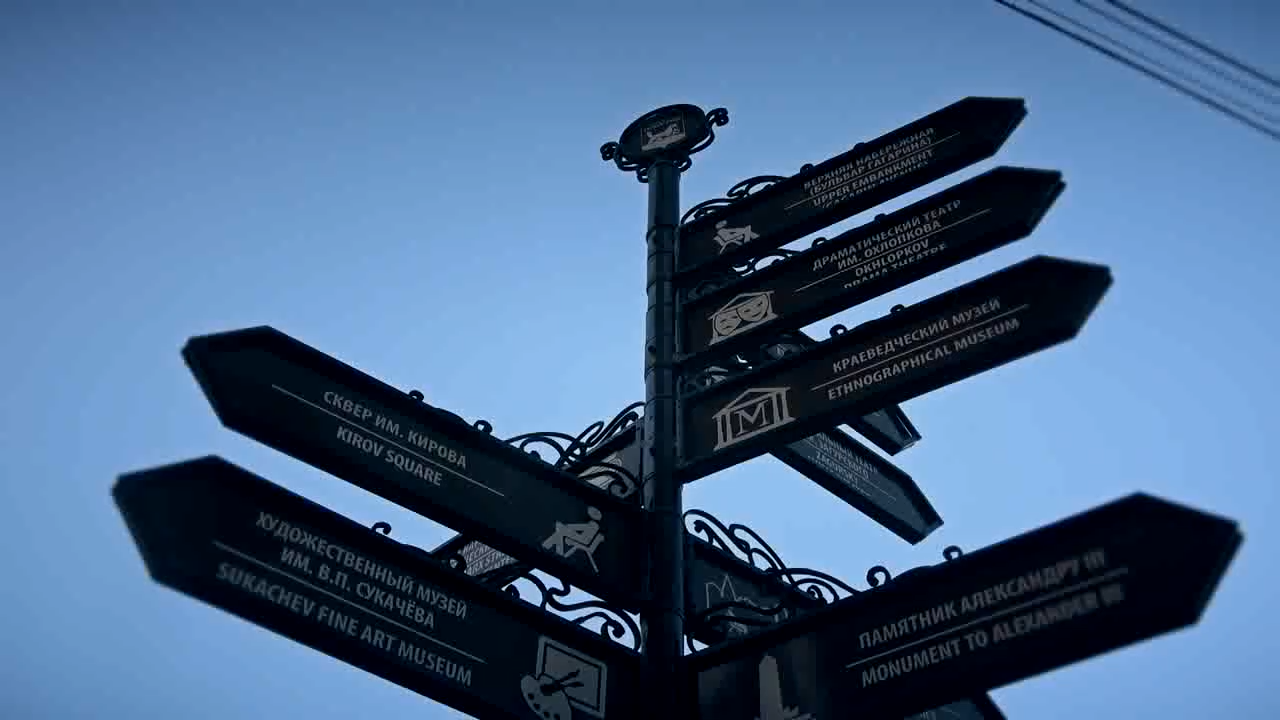 ВЕРХНЯЯ НАБЕРЕЖНАЯ
(БУЛЬВАР ГАГАРИНА)
UPPER EMBANKMENT
ДРАМАТИЧЕСКИЙ ТЕАТР
ИМ. ОХЛОПКОВА
OKHLOPKOV
DRAMA THEATRE
КРАЕВЕДЧЕСКИЙ МУЗЕЙ
ETHNOGRAPHICAL MUSEUM
M
СКВЕР ИМ. КИРОВА
KIROV SQUARE
ХУДОЖЕСТВЕННЫЙ МУЗЕЙ
ИМ. В.П. СУКАЧЁВА
SUKACHEV FINE ART MUSEUM
ПАМЯТНИК АЛЕКСАНДРУ III
MONUMENT TO ALEXANDER III